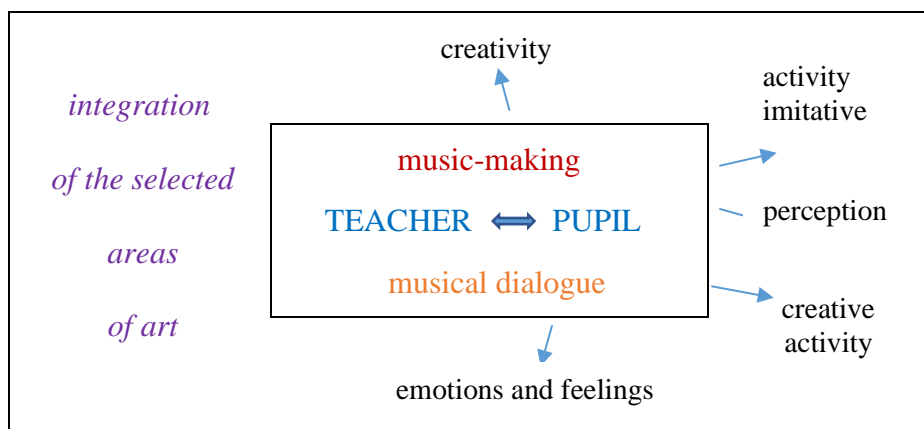 creativity
integration
of the selected
areas
of art
music-making
TEACHER PUPIL
musical dialogue
activity
imitative
perception
creative
activity
emotions and feelings